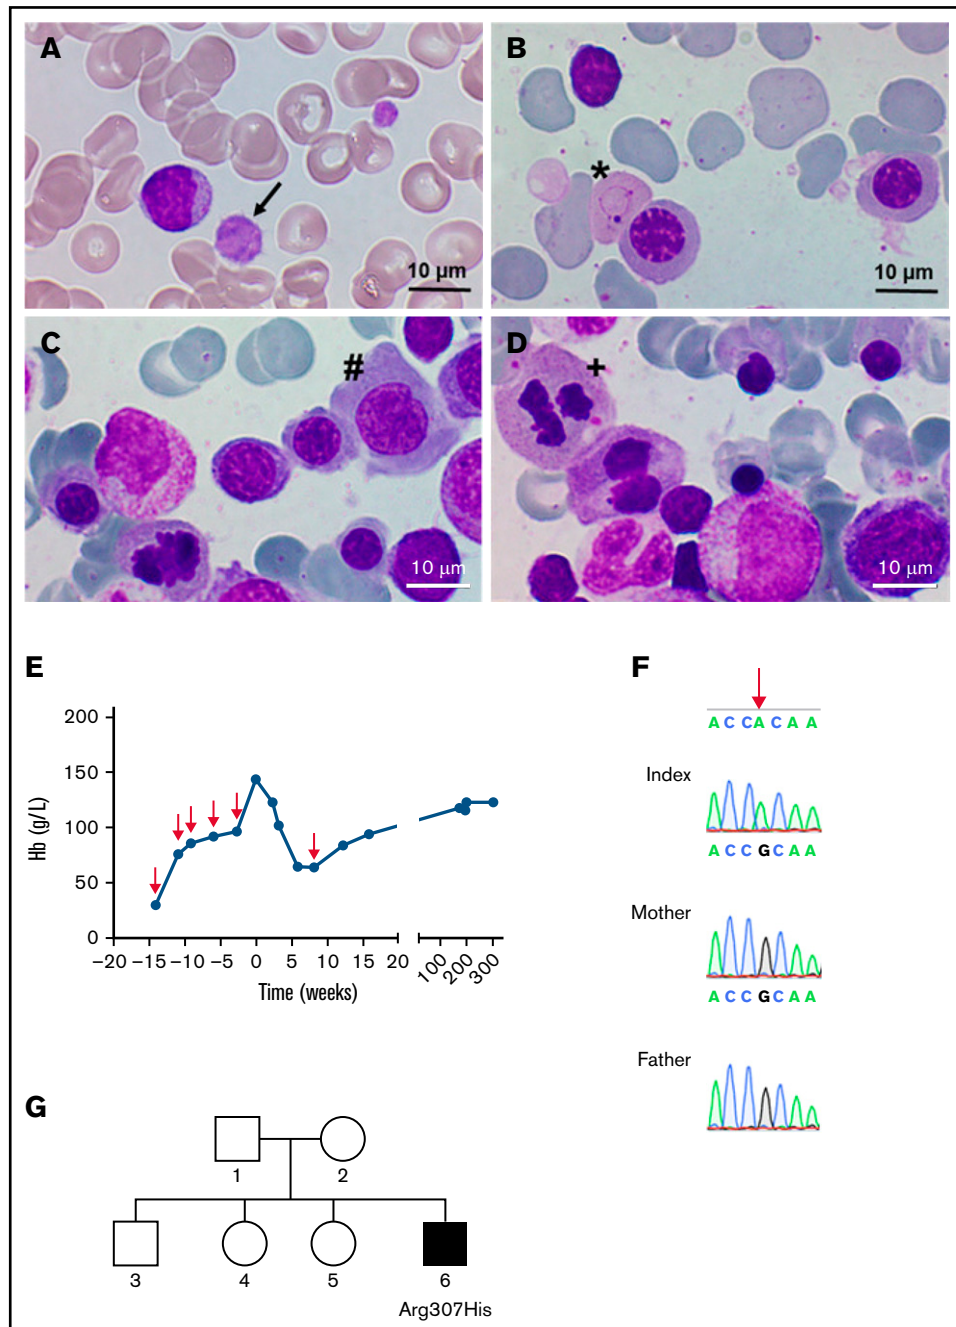 A
10 µm
B
*
10 µm
C
#
10 µm
D
+
10 µm
E
Hb (g/L)
200
150
100
50
0
−20 −15 −10 −5 0 5 10 15 20 100 200 300
Time (weeks)
F
A C C A C A A
Index
A C C G C A A
Mother
A C C G C A A
Father
G
1 2
3 4 5 6
Arg307His